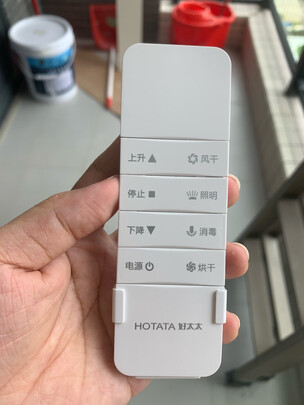 上升▲ 风干
停止■ 照明
下降▼ 消毒
电源 烘干
HOTATA 好太太